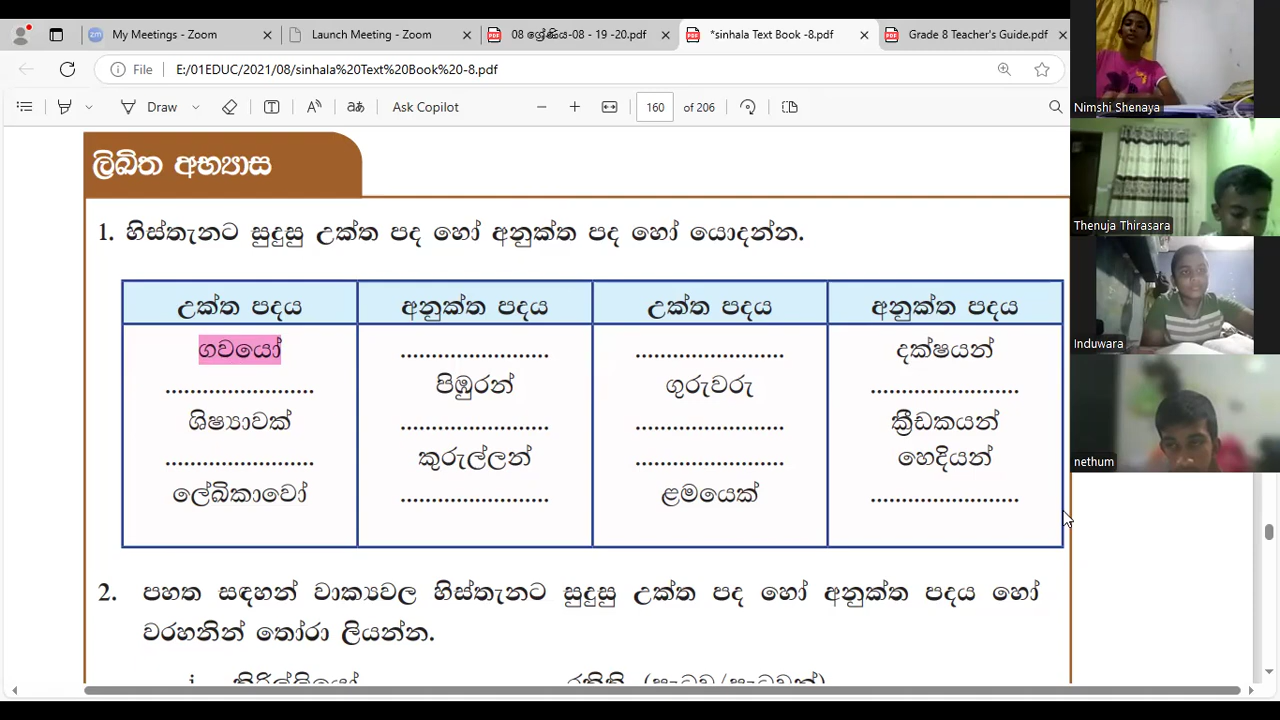 My Meetings - Zoom
Launch Meeting - Zoom
08 ශ්‍රේණිය-08 - 19 -20.pdf
*sinhala Text Book -8.pdf
Grade 8 Teacher's Guide.pdf
File E:/01EDUC/2021/08/sinhala%20Text%20Book%20-8.pdf
Draw
Ask Copilot
160 of 206
ලිඛිත අභ්‍යාස
1. හිස්තැනට සුදුසු උක්ත පද හෝ අනුක්ත පද හෝ යොදන්න.
උක්ත පදය අනුක්ත පදය උක්ත පදය අනුක්ත පදය
ගවයෝ ....................... ....................... දක්ෂයන්
....................... පිඹුරන් ගුරුවරු .......................
ශිෂ්‍යාවක් ....................... ....................... ක්‍රීඩකයන්
....................... කුරුල්ලන් ....................... හෙදියන්
ලේඛිකාවෝ ....................... ළමයෙක් .......................
2. පහත සඳහන් වාක්‍යවල හිස්තැනට සුදුසු උක්ත පද හෝ අනුක්ත පදය හෝ
වරහනින් තෝරා ලියන්න.
Nimshi Shenaya
Thenuja Thirasara
Induwara
nethum